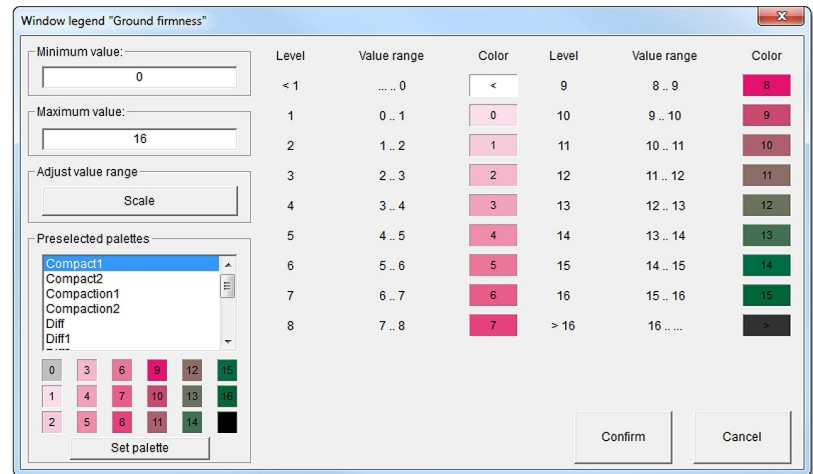 Window legend "Ground firmness"
Minimum value:
0
Maximum value:
16
Adjust value range
Scale
Preselected palettes
Compact1
Compact2
Compaction1
Compaction2
Diff
Diff1
0 3 6 9 12 15
1 4 7 10 13 16
2 5 8 11 14
Set palette
Level Value range Color Level Value range Color
< 1 ... .. 0 < 9 8 .. 9 8
1 0 .. 1 0 10 9 .. 10 9
2 1 .. 2 1 11 10 .. 11 10
3 2 .. 3 2 12 11 .. 12 11
4 3 .. 4 3 13 12 .. 13 12
5 4 .. 5 4 14 13 .. 14 13
6 5 .. 6 5 15 14 .. 15 14
7 6 .. 7 6 16 15 .. 16 15
8 7 .. 8 7 > 16 16 .. ... >
Confirm Cancel